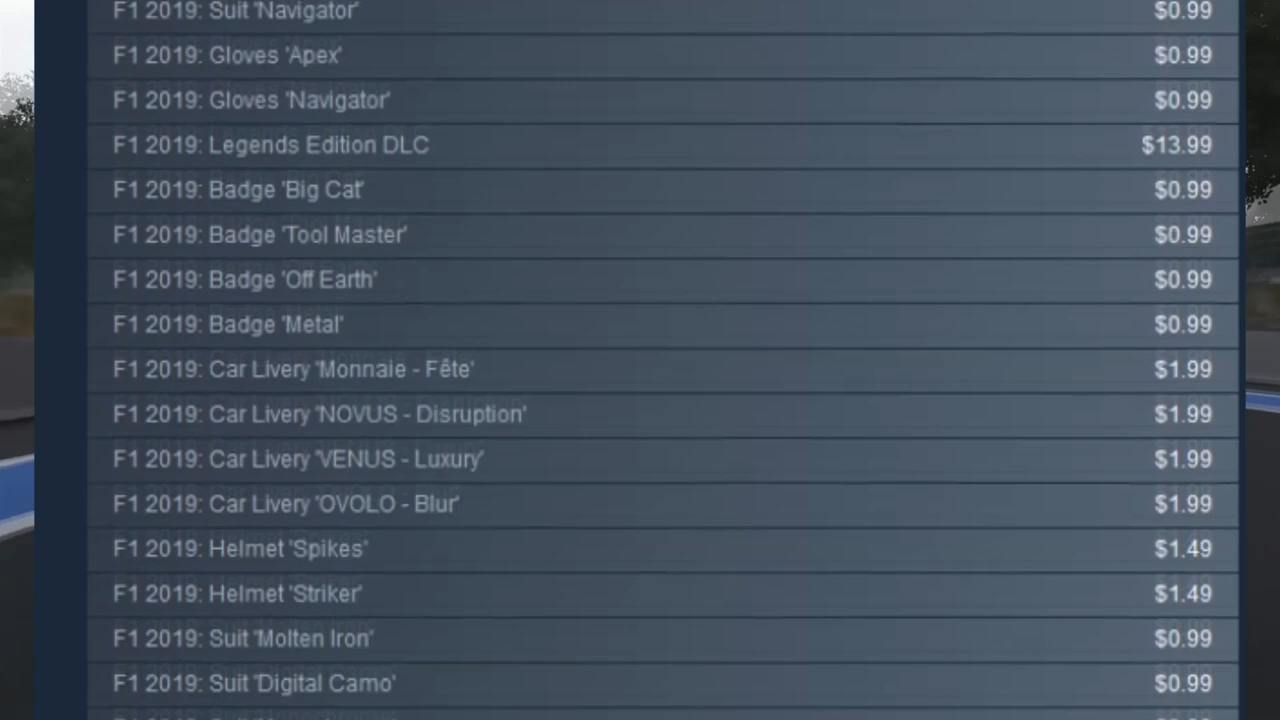 F1 2019: Suit 'Navigator' $0.99
F1 2019: Gloves 'Apex' $0.99
F1 2019: Gloves 'Navigator' $0.99
F1 2019: Legends Edition DLC $13.99
F1 2019: Badge 'Big Cat' $0.99
F1 2019: Badge 'Tool Master' $0.99
F1 2019: Badge 'Off Earth' $0.99
F1 2019: Badge 'Metal' $0.99
F1 2019: Car Livery 'Monnaie - Fête' $1.99
F1 2019: Car Livery 'NOVUS - Disruption' $1.99
F1 2019: Car Livery 'VENUS - Luxury' $1.99
F1 2019: Car Livery 'OVOLO - Blur' $1.99
F1 2019: Helmet 'Spikes' $1.49
F1 2019: Helmet 'Striker' $1.49
F1 2019: Suit 'Molten Iron' $0.99
F1 2019: Suit 'Digital Camo' $0.99